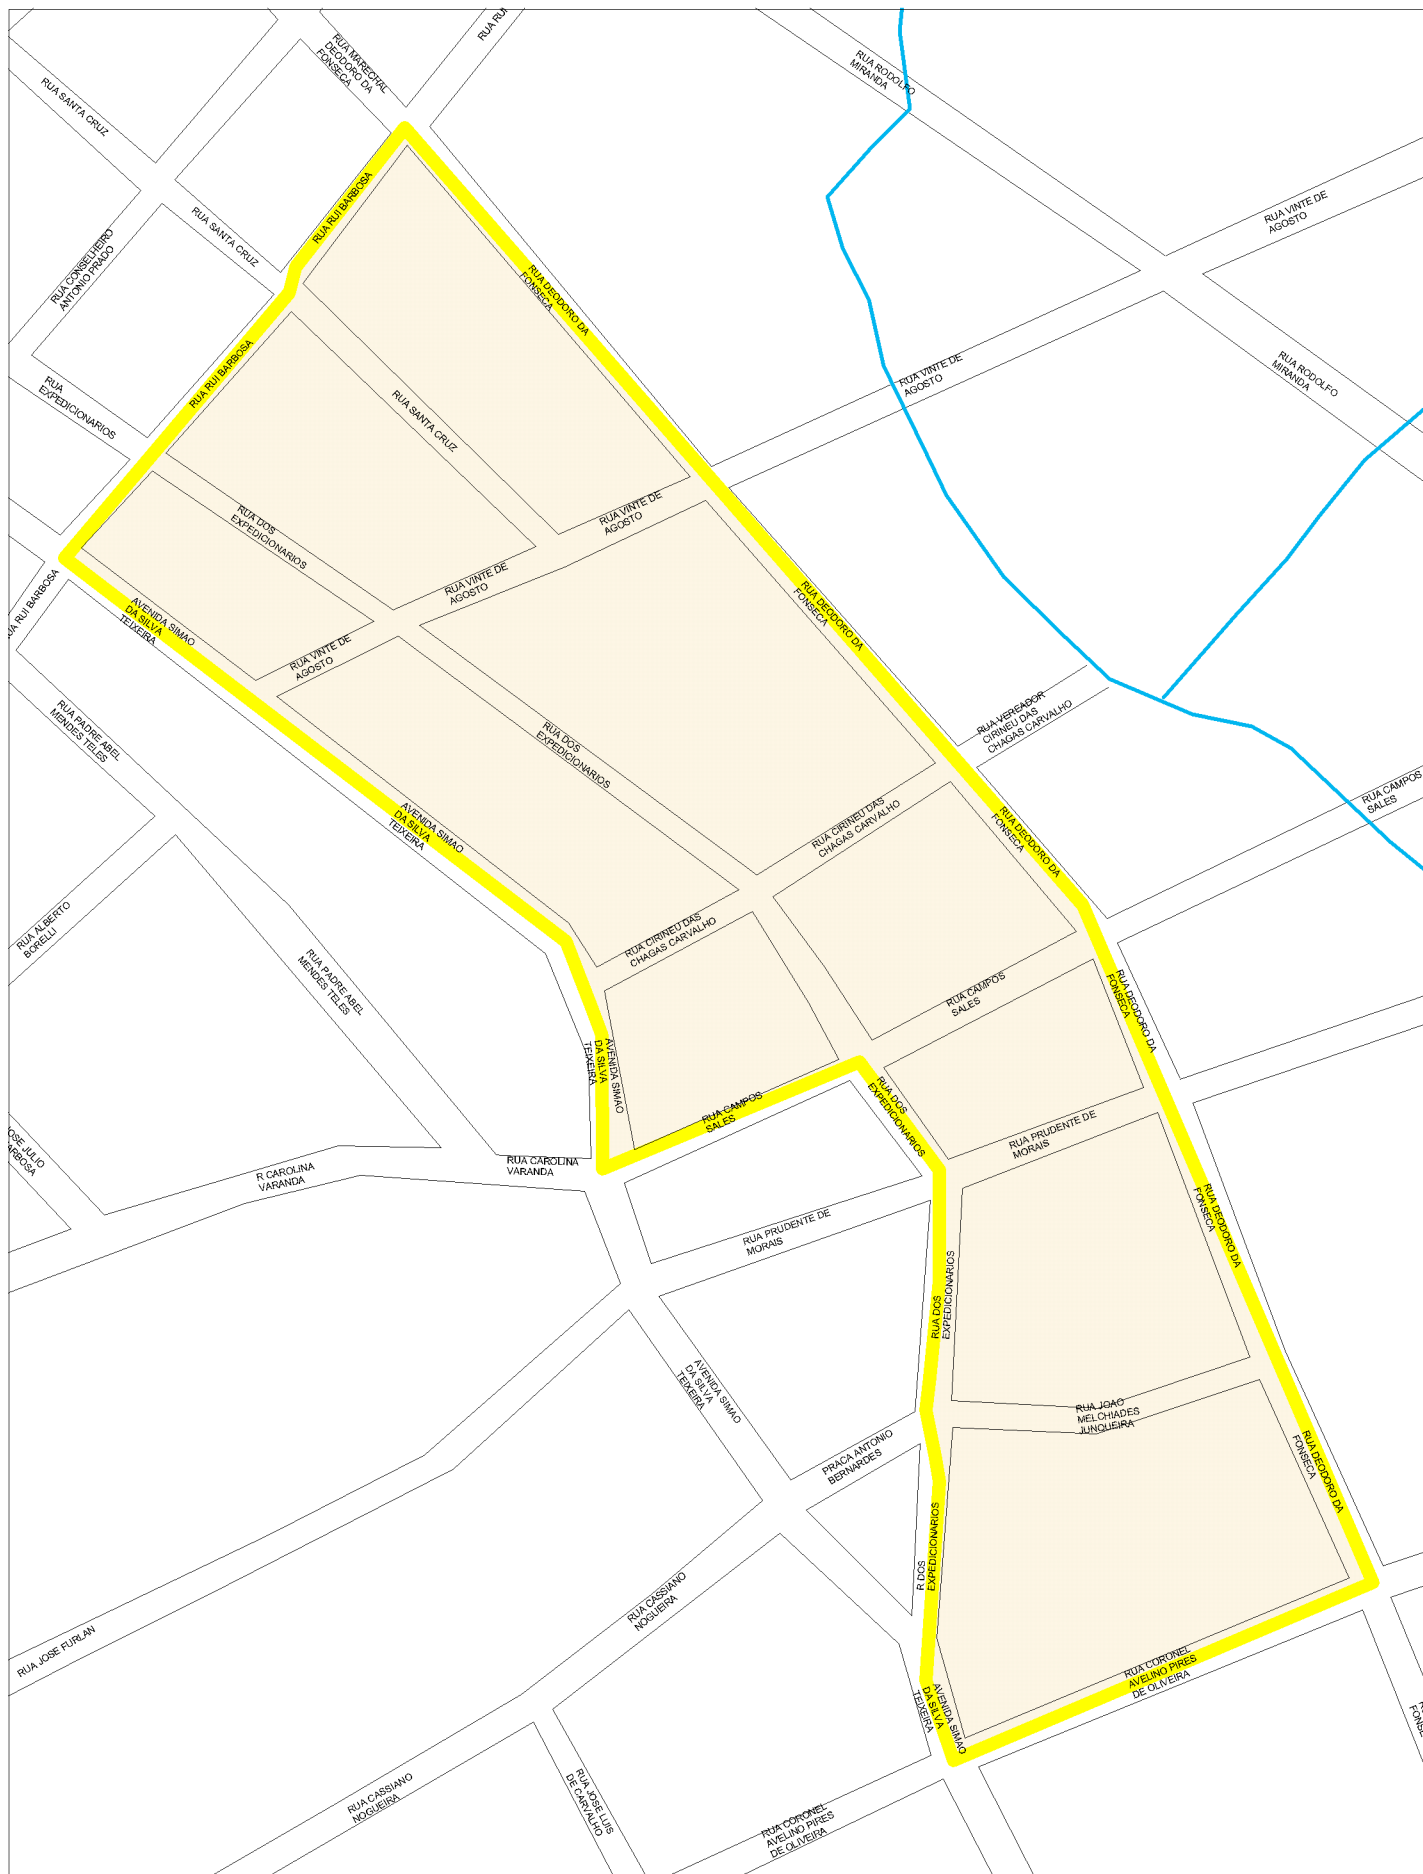 RUA MARECHAL
DEODORO DA
FONSECA
RUA RUI
RUA RODOLFO
MIRANDA
RUA SANTA CRUZ
RUA RUI BARBOSA
RUA SANTA CRUZ
RUA VINTE DE
AGOSTO
RUA CONSELHEIRO
ANTONIO PRADO
RUA DEODORO DA
FONSECA
RUA RUI BARBOSA
RUA VINTE DE
AGOSTO
RUA RODOLFO
MIRANDA
RUA
EXPEDICIONARIOS
RUA SANTA CRUZ
RUA DOS
EXPEDICIONARIOS
RUA VINTE DE
AGOSTO
RUA VINTE DE
AGOSTO
RUA RUI BARBOSA
AVENIDA SIMAO
DA SILVA
TEIXEIRA
RUA VINTE DE
AGOSTO
RUA DEODORO DA
FONSECA
RUA PADRE ABEL
MENDES TELES
RUA DOS
EXPEDICIONARIOS
RUA VEREADOR
CIRINEU DAS
CHAGAS CARVALHO
RUA CAMPOS
SALES
AVENIDA SIMAO
DA SILVA
TEIXEIRA
RUA CIRINEU DAS
CHAGAS CARVALHO
RUA DEODORO DA
FONSECA
RUA ALBERTO
BORELLI
RUA CIRINEU DAS
CHAGAS CARVALHO
RUA PADRE ABEL
MENDES TELES
RUA CAMPOS
SALES
RUA DEODORO DA
FONSECA
AVENIDA SIMAO
DA SILVA
TEIXEIRA
RUA CAMPOS
SALES
RUA DOS
EXPEDICIONARIOS
RUA PRUDENTE DE
MORAIS
OSE JULIO
ARBOSA
R CAROLINA
VARANDA
RUA CAROLINA
VARANDA
RUA PRUDENTE DE
MORAIS
RUA DEODORO DA
FONSECA
RUA DOS
EXPEDICIONARIOS
AVENIDA SIMAO
DA SILVA
TEIXEIRA
RUA JOAO
MELCHIADES
JUNQUEIRA
PRACA ANTONIO
BERNARDES
RUA DEODORO DA
FONSECA
R DOS
EXPEDICIONARIOS
RUA CASSIANO
NOGUEIRA
RUA JOSE FURLAN
RUA CORONEL
AVELINO PIRES
DE OLIVEIRA
AVENIDA SIMAO
DA SILVA
TEIXEIRA
RUA CASSIANO
NOGUEIRA
RUA JOSE LUIS
DE CARVALHO
RUA CORONEL
AVELINO PIRES
DE OLIVEIRA